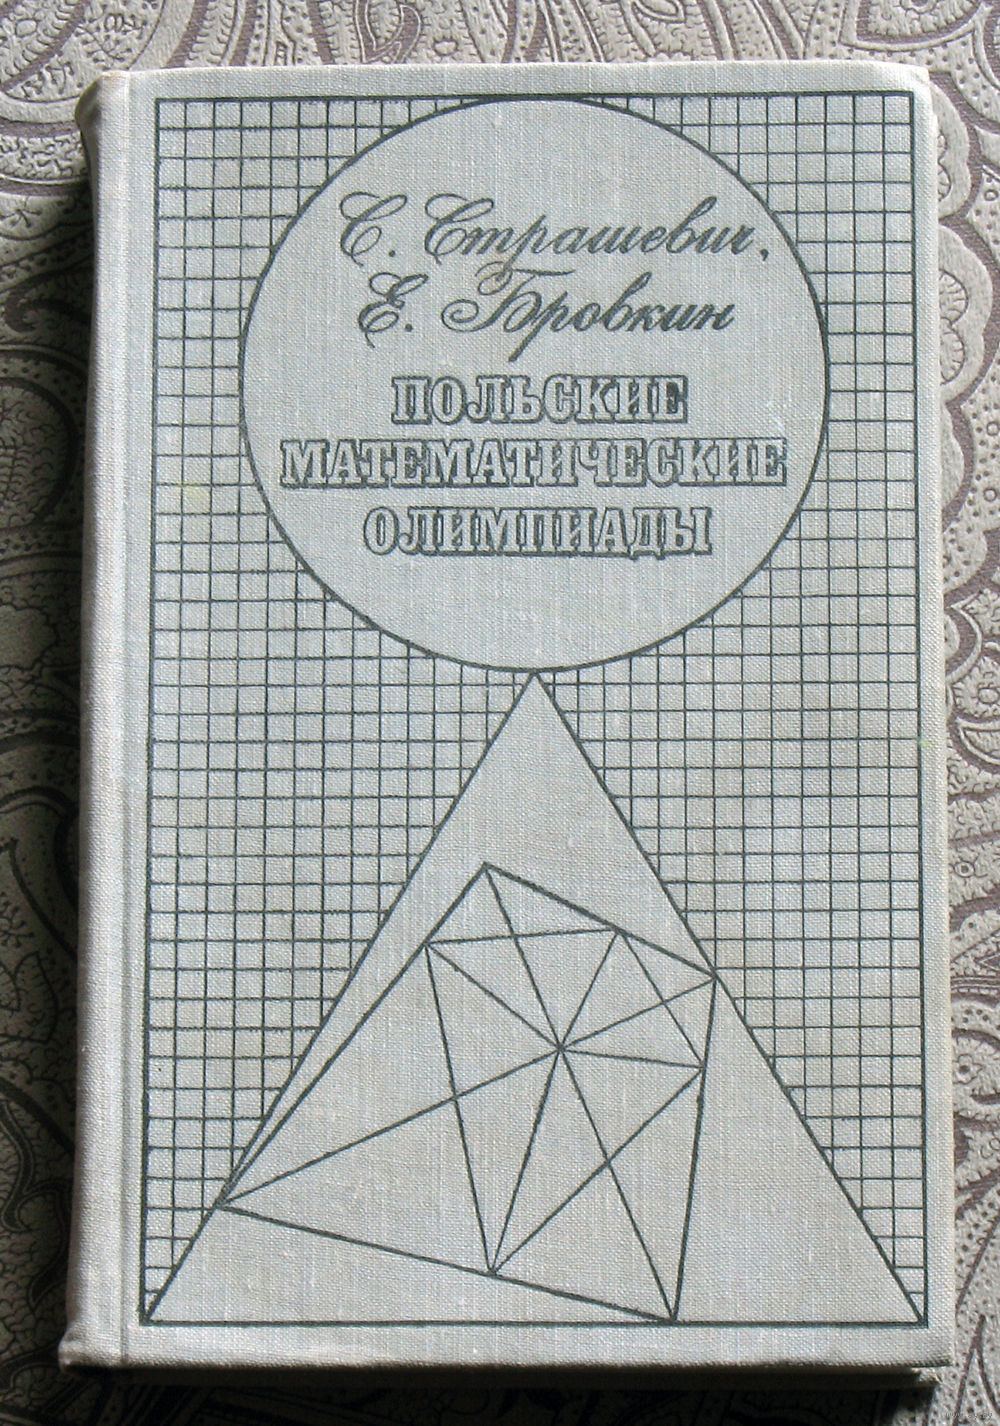 С. Страшевич,
Е. Бровкин
ПОЛЬСКИЕ
МАТЕМАТИЧЕСКИЕ
ОЛИМПИАДЫ